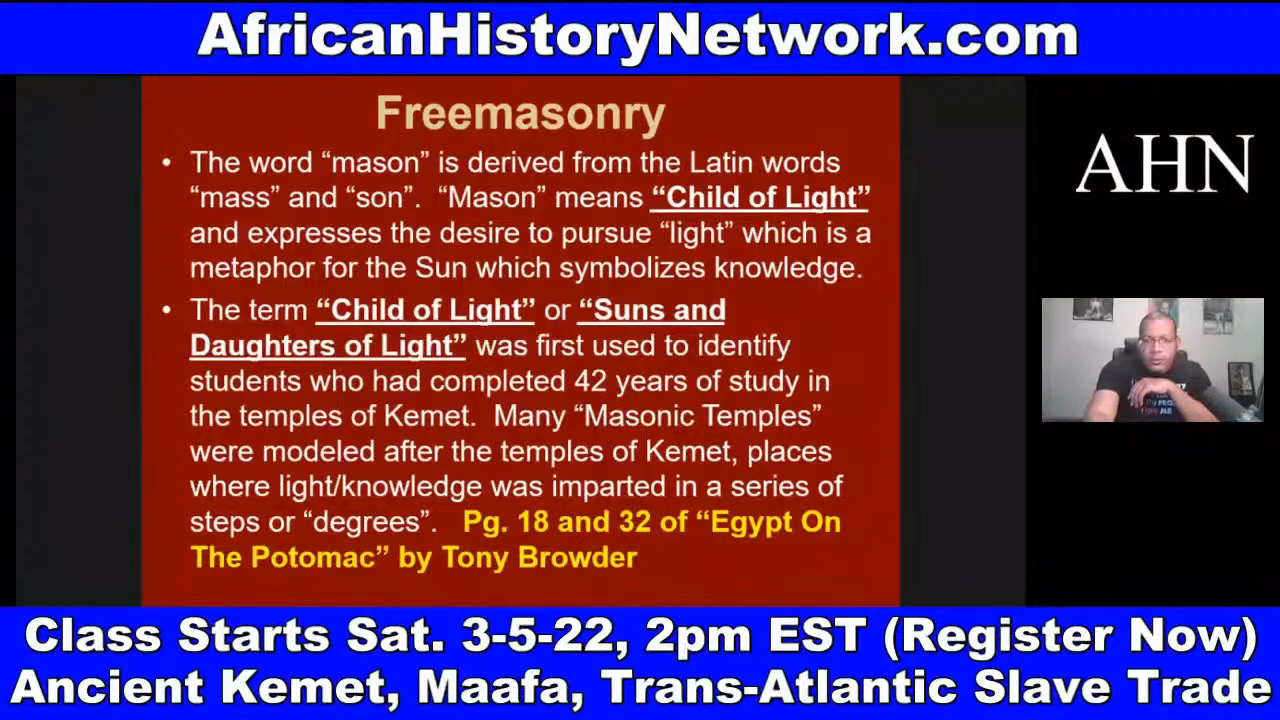 AfricanHistoryNetwork.com
Freemasonry
AHN
• The word “mason” is derived from the Latin words
“mass” and “son”. “Mason” means “Child of Light”
and expresses the desire to pursue “light” which is a
metaphor for the Sun which symbolizes knowledge.
• The term “Child of Light” or “Suns and
Daughters of Light” was first used to identify
students who had completed 42 years of study in
the temples of Kemet. Many “Masonic Temples”
were modeled after the temples of Kemet, places
where light/knowledge was imparted in a series of
steps or “degrees”. Pg. 18 and 32 of “Egypt On
The Potomac” by Tony Browder
Class Starts Sat. 3-5-22, 2pm EST (Register Now)
Ancient Kemet, Maafa, Trans-Atlantic Slave Trade